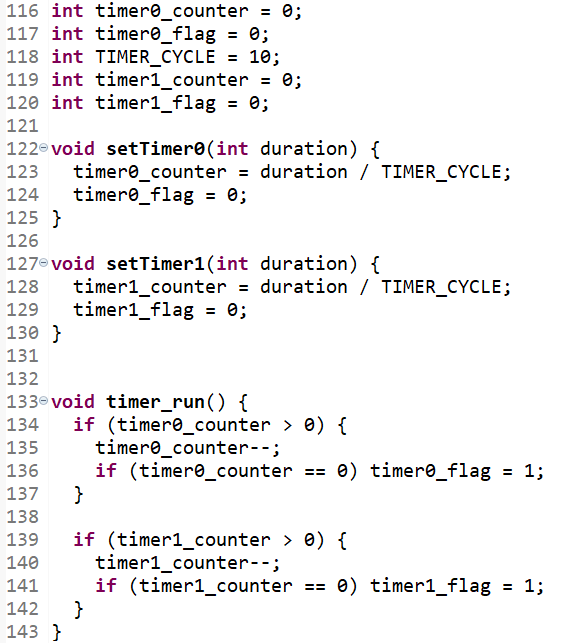 116 int timer0_counter = 0;
117 int timer0_flag = 0;
118 int TIMER_CYCLE = 10;
119 int timer1_counter = 0;
120 int timer1_flag = 0;
121
122 void setTimer0(int duration) {
123   timer0_counter = duration / TIMER_CYCLE;
124   timer0_flag = 0;
125 }
126
127 void setTimer1(int duration) {
128   timer1_counter = duration / TIMER_CYCLE;
129   timer1_flag = 0;
130 }
131
132
133 void timer_run() {
134   if (timer0_counter > 0) {
135     timer0_counter--;
136     if (timer0_counter == 0) timer0_flag = 1;
137   }
138
139   if (timer1_counter > 0) {
140     timer1_counter--;
141     if (timer1_counter == 0) timer1_flag = 1;
142   }
143 }